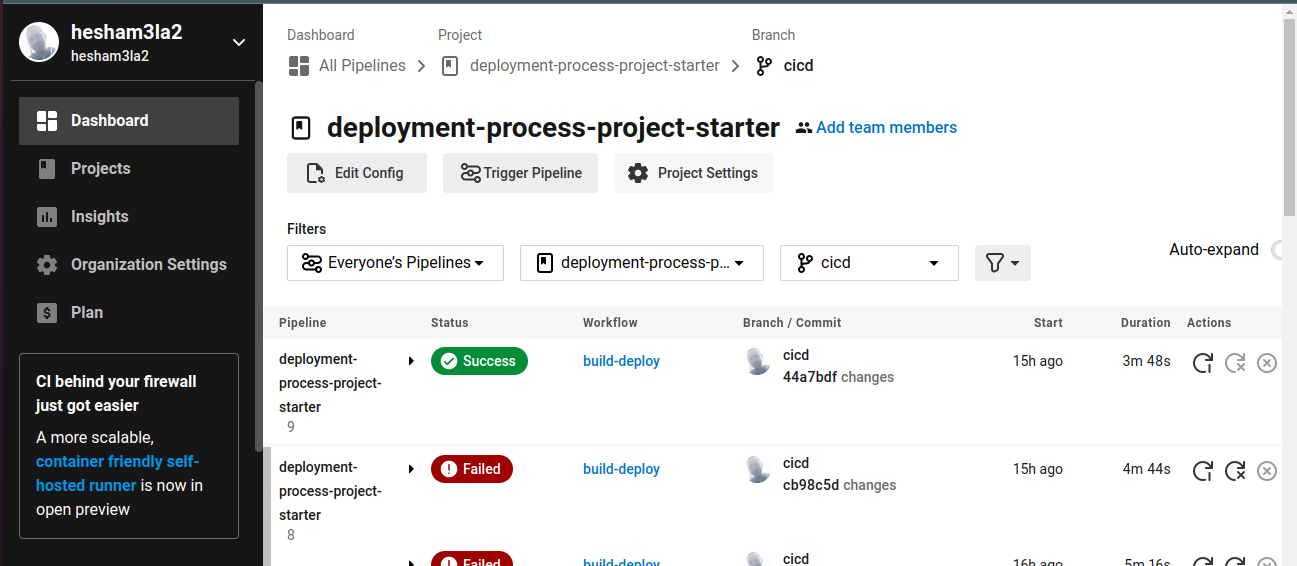 hesham3la2
hesham3la2
Dashboard
Projects
Insights
Organization Settings
Plan
CI behind your firewall
just got easier
A more scalable,
container friendly self-
hosted runner is now in
open preview
Dashboard Project Branch
All Pipelines deployment-process-project-starter cicd
deployment-process-project-starter Add team members
Edit Config Trigger Pipeline Project Settings
Filters
Everyone’s Pipelines deployment-process-p... cicd Auto-expand
Pipeline Status Workflow Branch / Commit Start Duration Actions
deployment-
process-project-
starter
9
Success build-deploy cicd 15h ago 3m 48s
44a7bdf changes
deployment-
process-project-
starter
8
Failed build-deploy cicd 15h ago 4m 44s
cb98c5d changes
Failed build-deploy cicd 16h ago 5m 16s